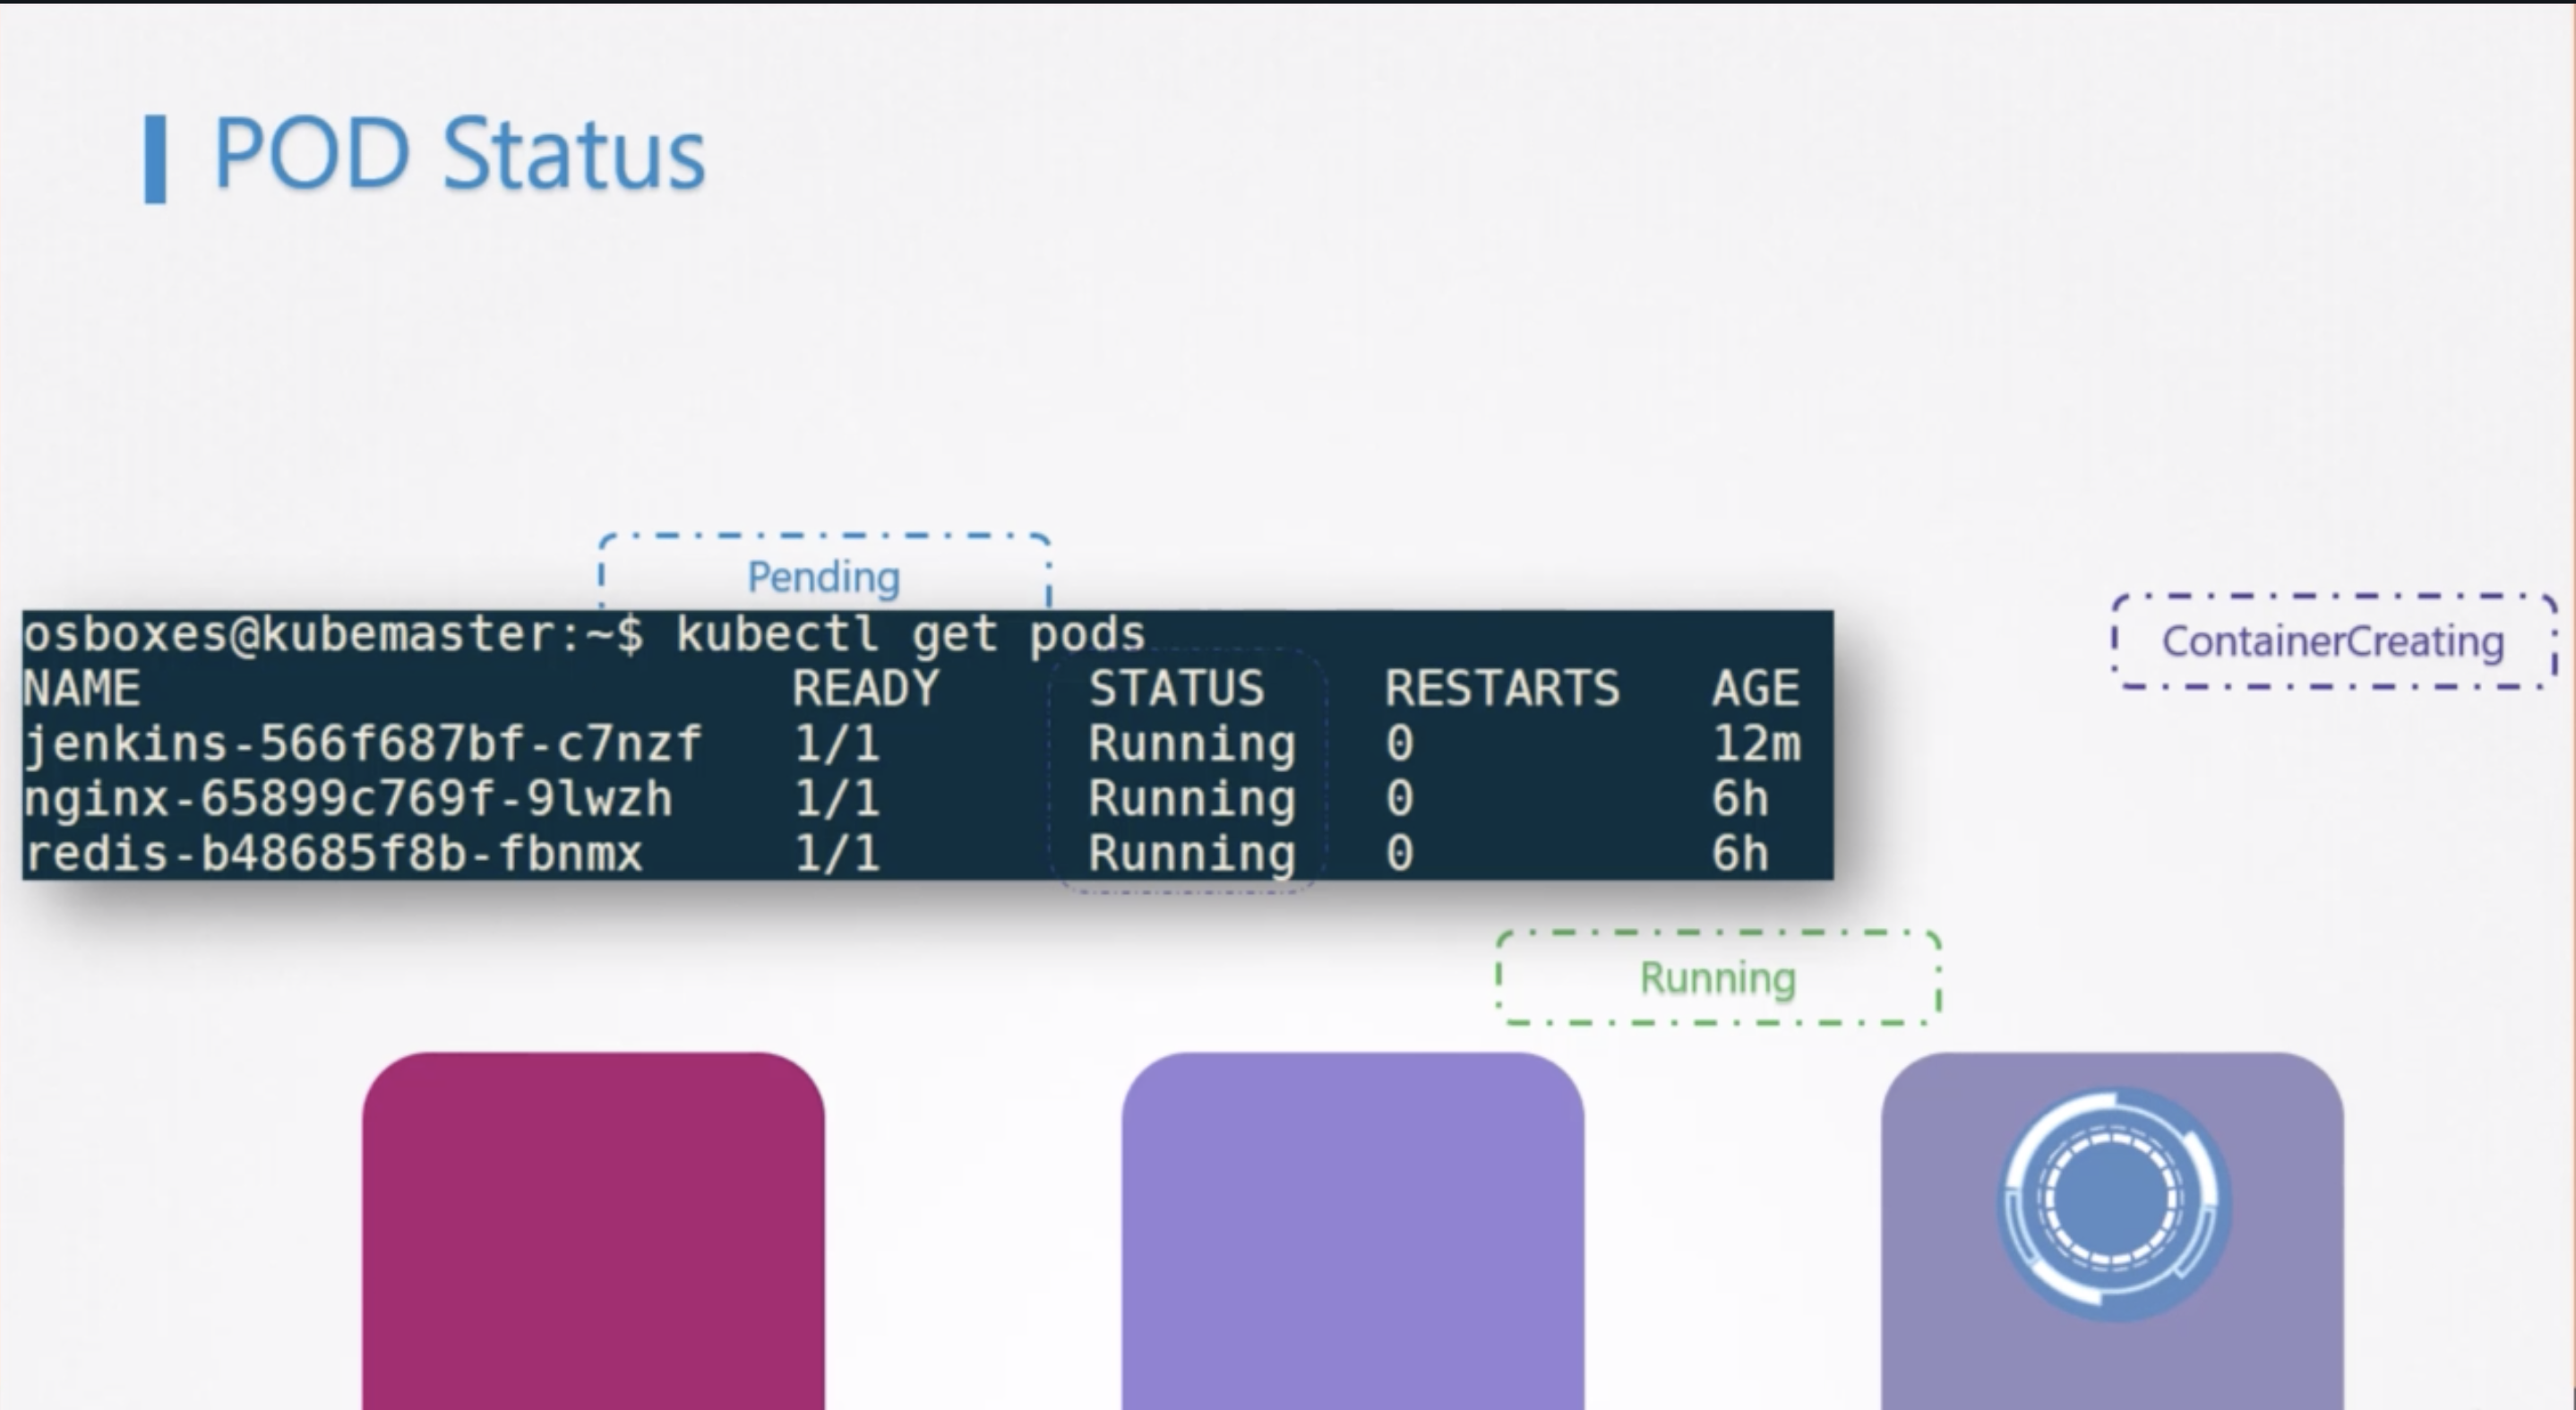 POD Status
Pending
osboxes@kubemaster:~$ kubectl get pods
NAME READY STATUS RESTARTS AGE
jenkins-566f687bf-c7nzf 1/1 Running 0 12m
nginx-65899c769f-9lwzh 1/1 Running 0 6h
redis-b48685f8b-fbnmx 1/1 Running 0 6h
ContainerCreating
Running